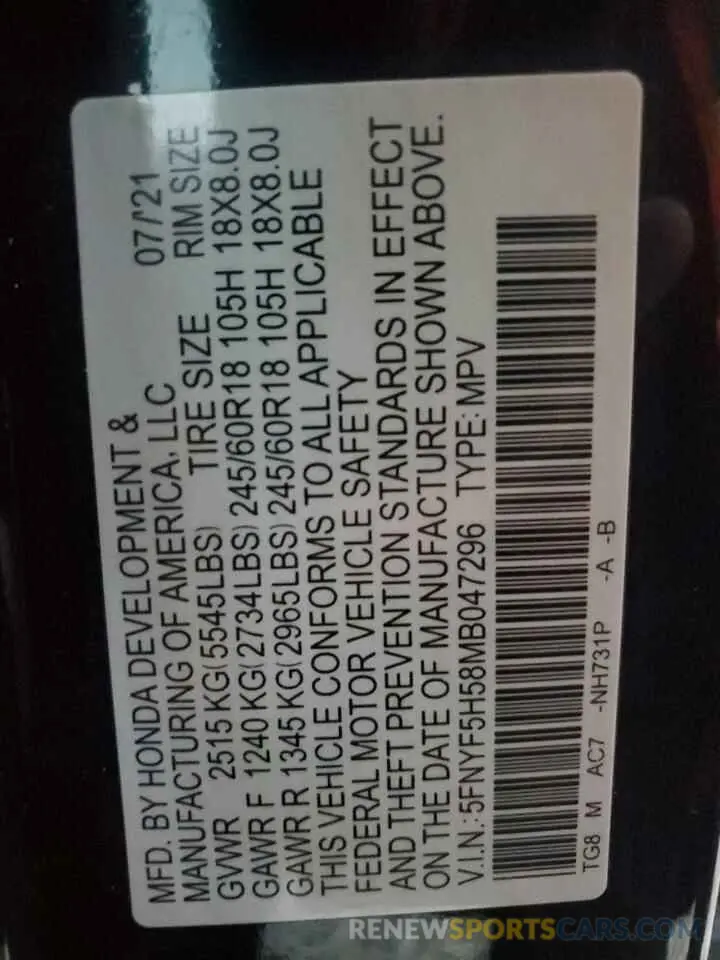 MFD. BY HONDA DEVELOPMENT &
MANUFACTURING OF AMERICA, LLC 07/21
GVWR 2515 KG(5545LBS) TIRE SIZE RIM SIZE
GAWR F 1240 KG(2734LBS) 245/60R18 105H 18X8.0J
GAWR R 1345 KG(2965LBS) 245/60R18 105H 18X8.0J
THIS VEHICLE CONFORMS TO ALL APPLICABLE
FEDERAL MOTOR VEHICLE SAFETY
AND THEFT PREVENTION STANDARDS IN EFFECT
ON THE DATE OF MANUFACTURE SHOWN ABOVE.
V.I.N.: 5FNYF5H58MB047296 TYPE: MPV
TG8 M AC7 -NH731P -A -B
RENEWSPORTSCARS.COM